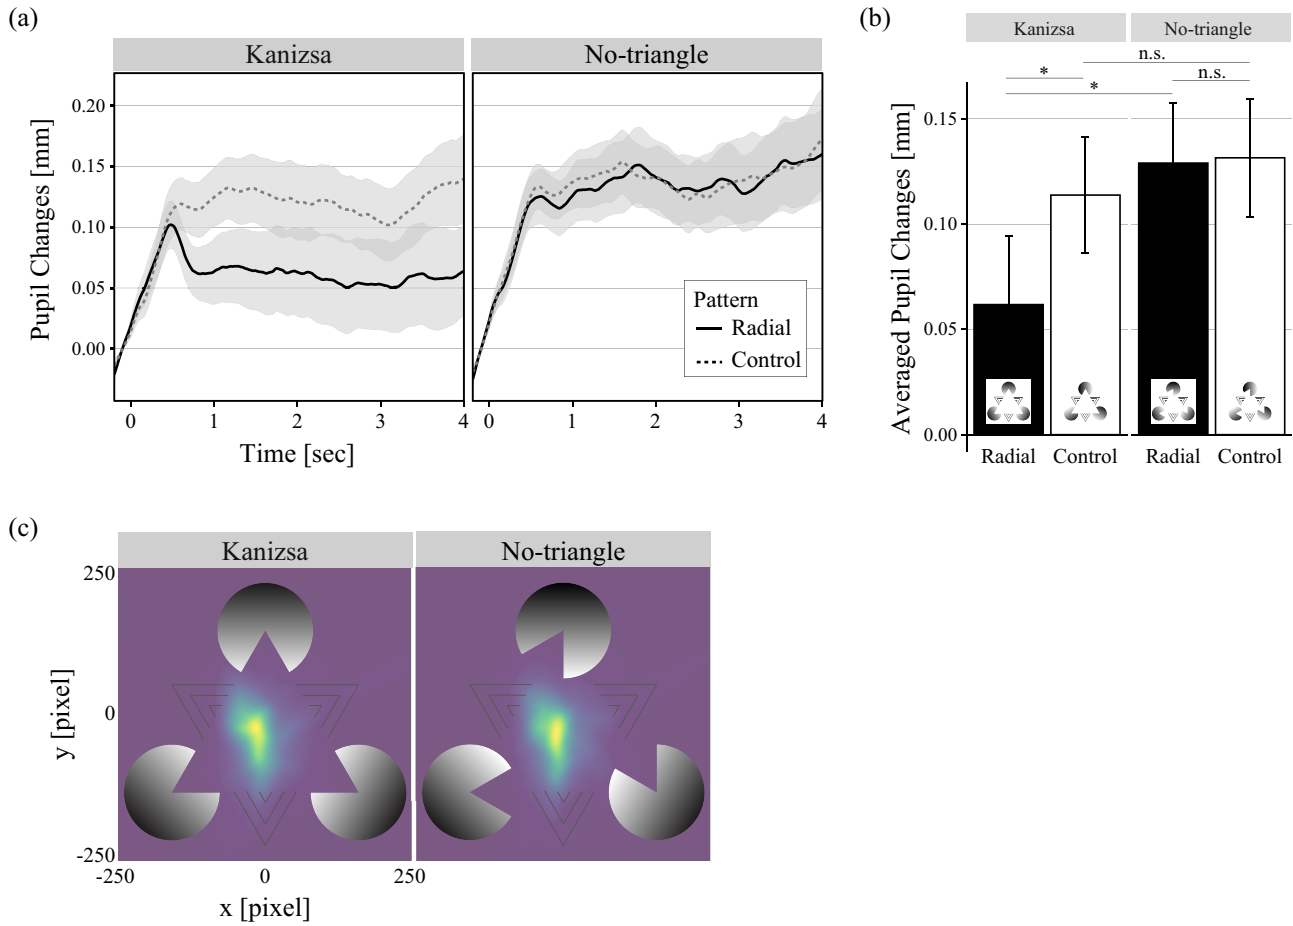 (a)
Kanizsa
No-triangle
Pupil Changes [mm]
0.20
0.15
0.10
0.05
0.00
Pattern
Radial
Control
0 1 2 3 4
0 1 2 3 4
Time [sec]
(b)
Kanizsa
No-triangle
n.s.
*
n.s.
*
Averaged Pupil Changes [mm]
0.15
0.10
0.05
0.00
Radial Control Radial Control
(c)
Kanizsa
No-triangle
y [pixel]
250
0
-250
-250 0 250
x [pixel]